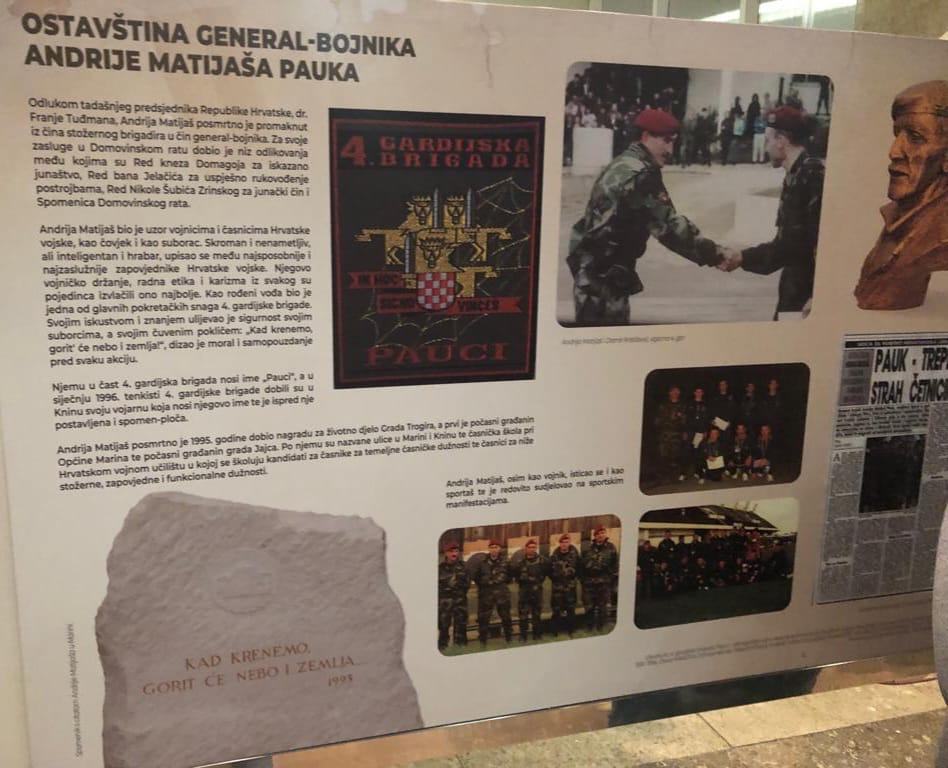 OSTAVŠTINA GENERAL-BOJNIKA
ANDRIJE MATIJAŠA PAUKA
Odlukom tadašnjeg predsjednika Republike Hrvatske, dr.
Franje Tuđmana, Andrija Matijaš posmrtno je promaknut
iz čina stožernog brigadira u čin general-bojnika. Za svoje
zasluge u Domovinskom ratu dobio je niz odlikovanja
među kojima su Red kneza Domagoja za iskazano
junaštvo, Red bana Jelačića za uspješno rukovođenje
postrojbama, Red Nikole Šubića Zrinskog za junački čin i
Spomenica Domovinskog rata.
Andrija Matijaš bio je uzor vojnicima i časnicima Hrvatske
vojske, kao čovjek i kao suborac. Skroman i nenametljiv,
ali inteligentan i hrabar, upisao se među najsposobnije i
najzaslužnije zapovjednike Hrvatske vojske. Njegovo
vojničko držanje, radna etika i karizma iz svakog su
pojedinca izvlačili ono najbolje. Kao rođeni vođa bio je
jedna od glavnih pokretačkih snaga 4. gardijske brigade.
Svojim iskustvom i znanjem ulijevao je sigurnost svojim
suborcima, a svojim čuvenim pokličem: „Kad krenemo,
gorit' će nebo i zemlja!", dizao je moral i samopouzdanje
pred svaku akciju.
Njemu u čast 4. gardijska brigada nosi ime „Pauci", a u
siječnju 1996. tenkisti 4. gardijske brigade dobili su u
Kninu svoju vojarnu koja nosi njegovo ime te je ispred nje
postavljena i spomen-ploča.
Andrija Matijaš posmrtno je 1995. godine dobio nagradu za životno djelo Grada Trogira, a prvi je počasni građanin
Općine Marina te počasni građanin grada Jajca. Po njemu su nazvane ulice u Marini i Kninu te časnička škola pri
Hrvatskom vojnom učilištu u kojoj se školuju kandidati za časnike za temeljne časničke dužnosti te časnici za niže
stožerne, zapovjedne i funkcionalne dužnosti.
4. GARDIJSKA
BRIGADA
IN HOC
SIGNO VINCES
PAUCI
Andrija Matijaš, osim kao vojnik, isticao se i kao
sportaš te je redovito sudjelovao na sportskim
manifestacijama.
KAD KRENEMO,
GORIT ĆE NEBO I ZEMLJA
1995
Spomenik s citatom Andrije Matijaša u Marini
PAUK - TREPET
STRAH ČETNIC